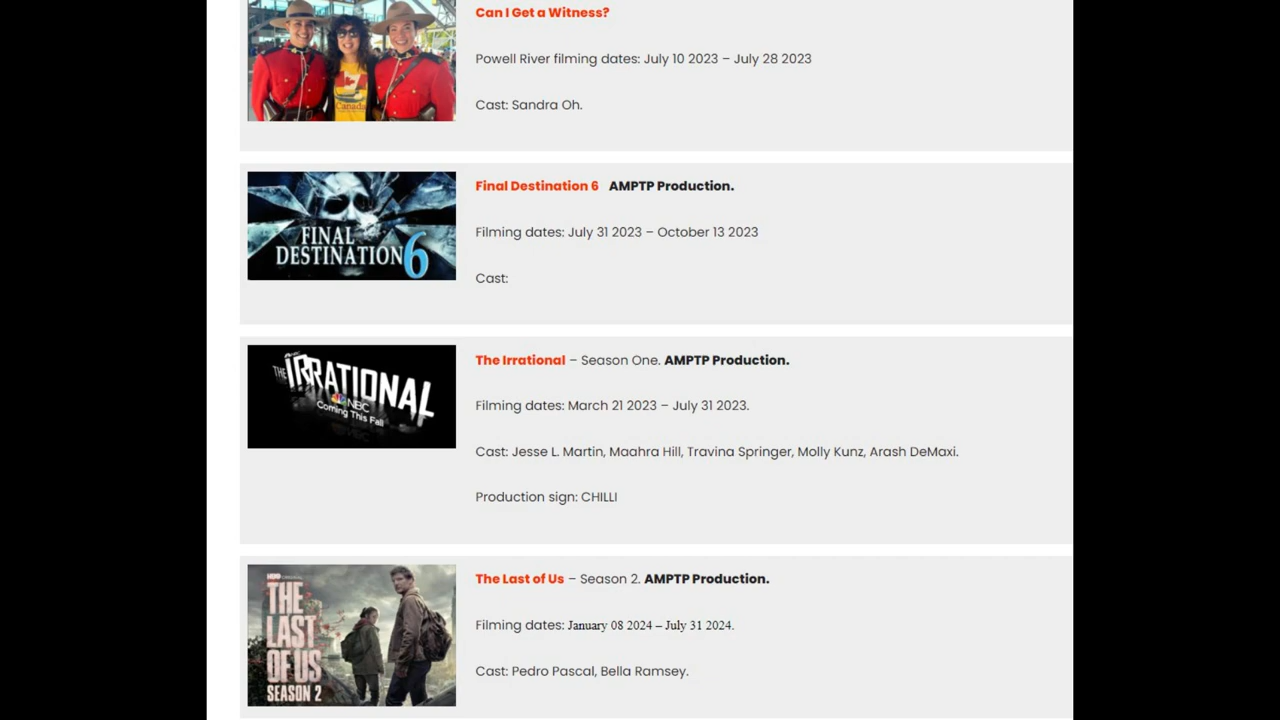 Can I Get a Witness?
Canada
Powell River filming dates: July 10 2023 – July 28 2023
Cast: Sandra Oh.
FINAL
DESTINATION 6
Final Destination 6 AMPTP Production.
Filming dates: July 31 2023 – October 13 2023
Cast:
THE IRRATIONAL
NBC
Coming This Fall
The Irrational – Season One. AMPTP Production.
Filming dates: March 21 2023 – July 31 2023.
Cast: Jesse L. Martin, Maahra Hill, Travina Springer, Molly Kunz, Arash DeMaxi.
Production sign: CHILLI
HBO ORIGINAL
THE
LAST
OF US
SEASON 2
The Last of Us – Season 2. AMPTP Production.
Filming dates: January 08 2024 – July 31 2024.
Cast: Pedro Pascal, Bella Ramsey.